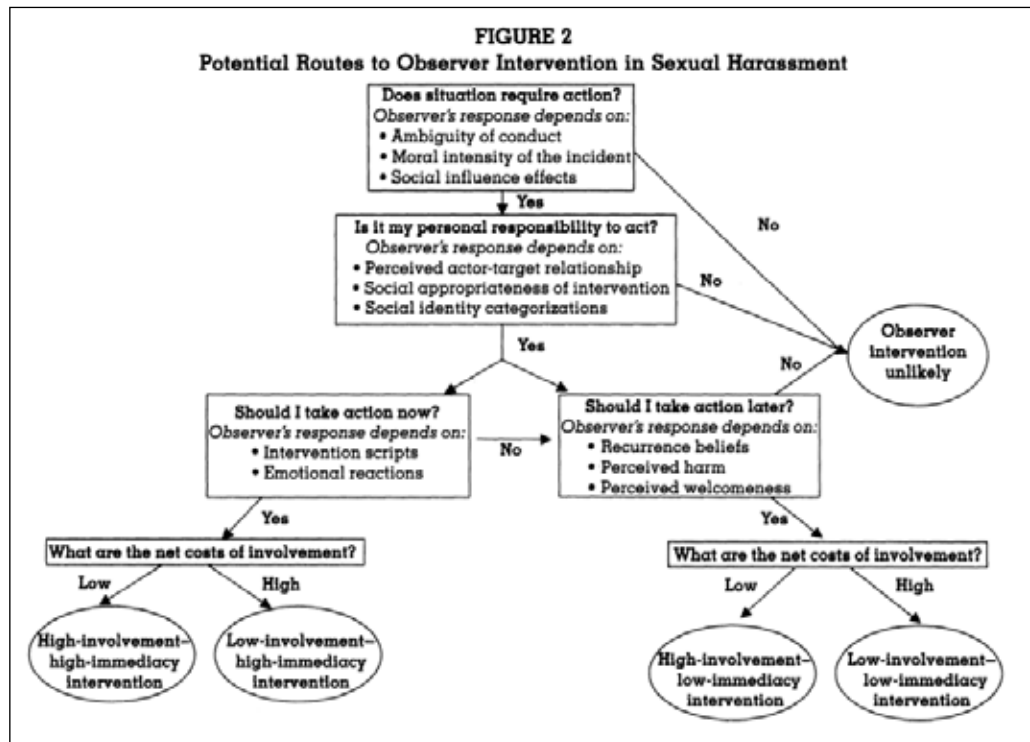 FIGURE 2
Potential Routes to Observer Intervention in Sexual Harassment
Does situation require action?
Observer's response depends on:
• Ambiguity of conduct
• Moral intensity of the incident
• Social influence effects
Yes
No
Is it my personal responsibility to act?
Observer's response depends on:
• Perceived actor-target relationship
• Social appropriateness of intervention
• Social identity categorizations
No
Yes
Observer
intervention
unlikely
No
Should I take action now?
Observer's response depends on:
• Intervention scripts
• Emotional reactions
No
Should I take action later?
Observer's response depends on:
• Recurrence beliefs
• Perceived harm
• Perceived welcomeness
Yes
What are the net costs of involvement?
Low
High
High-involvement–
high-immediacy
intervention
Low-involvement–
high-immediacy
intervention
Yes
What are the net costs of involvement?
Low
High
High-involvement–
low-immediacy
intervention
Low-involvement–
low-immediacy
intervention